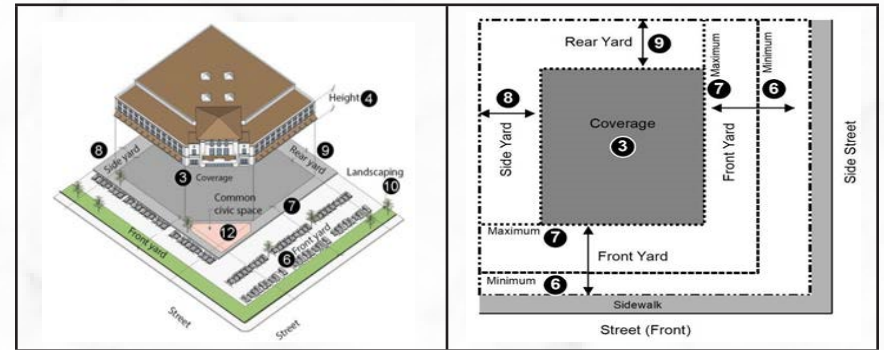 Height 4
8
Side yard
Rear yard
9
3
Coverage
Landscaping
10
Common
civic space
7
12
Front yard
6
Front yard
Street
Street
Rear Yard 9
Maximum
Minimum
8
7
6
Side Yard
Coverage
3
Front Yard
Side Street
Maximum 7
Front Yard
Minimum 6
Sidewalk
Street (Front)